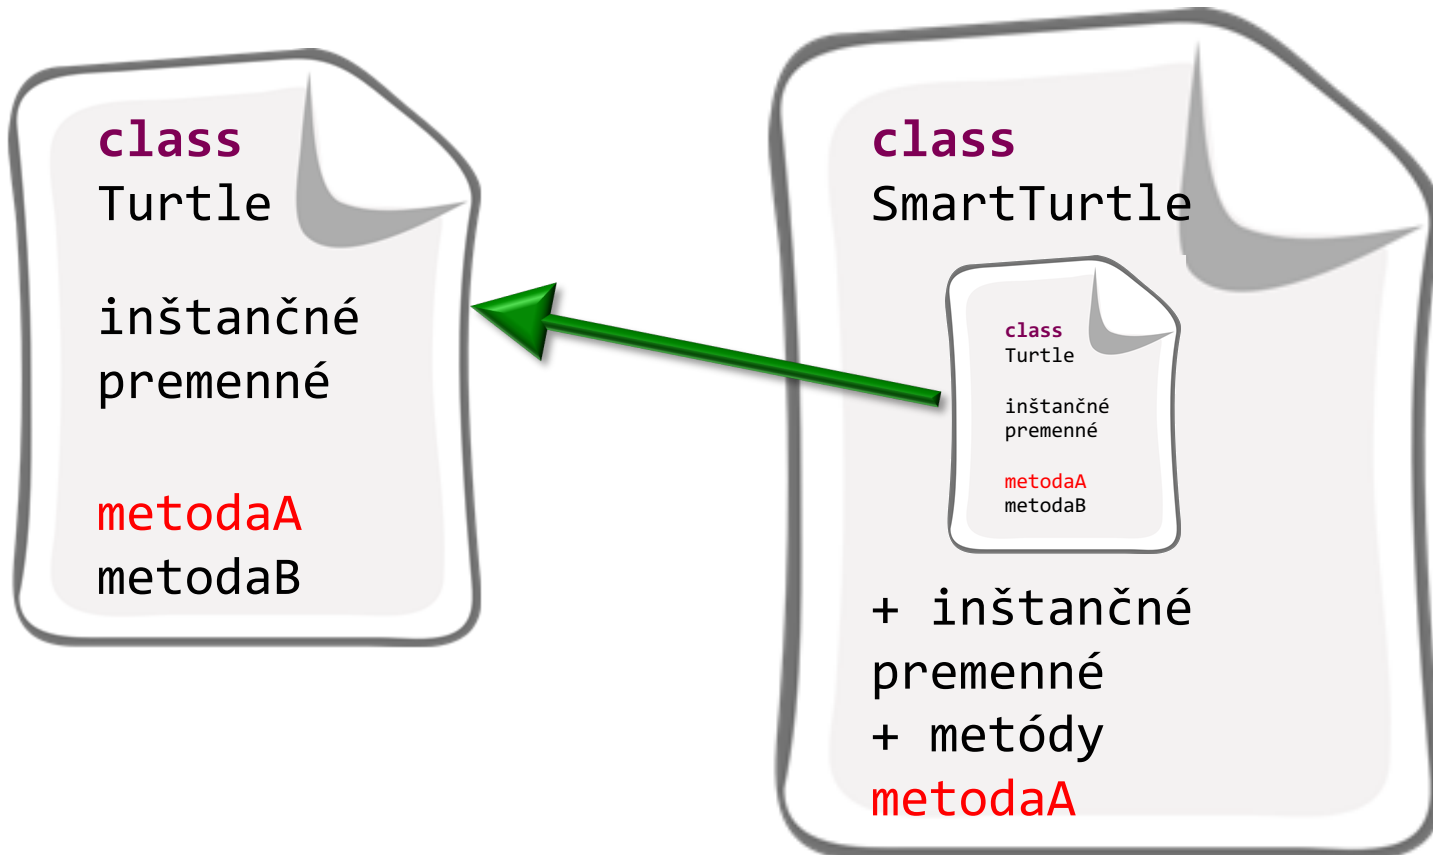 class
Turtle
inštančné
premenné
metodaA
metodaB
class
SmartTurtle
class
Turtle
inštančné
premenné
metodaA
metodaB
+ inštančné
premenné
+ metódy
metodaA